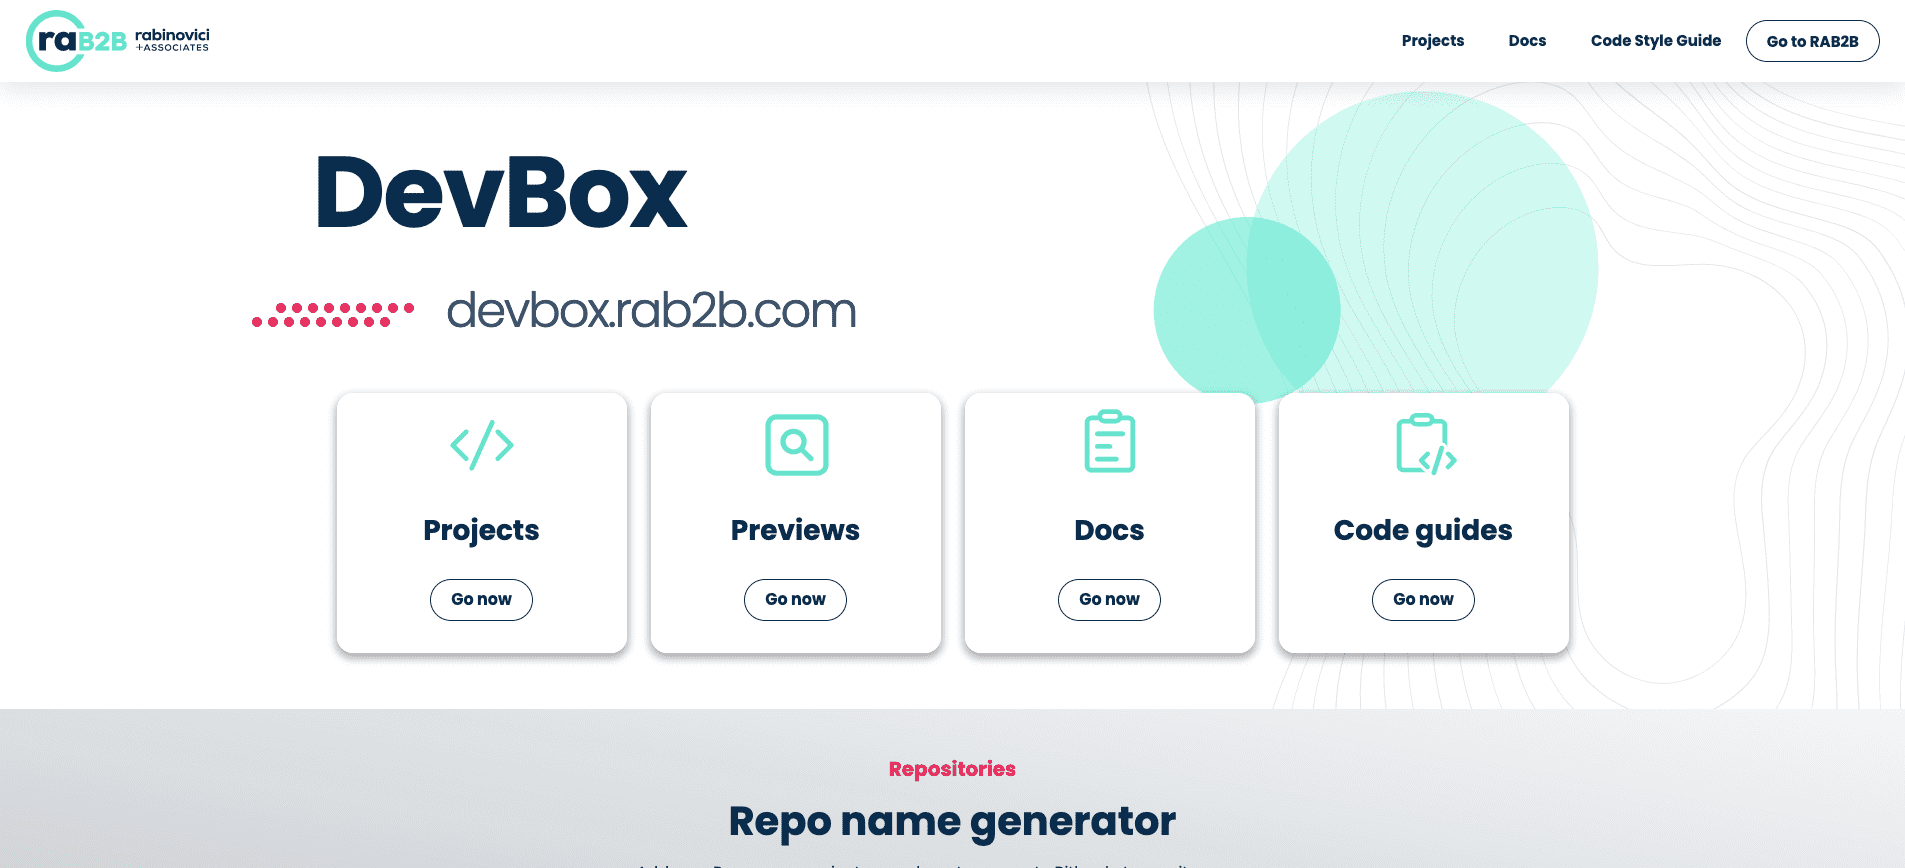 raB2B rabinovici
+ASSOCIATES
Projects Docs Code Style Guide Go to RAB2B
DevBox
devbox.rab2b.com
Projects Previews Docs Code guides
Go now Go now Go now Go now
Repositories
Repo name generator